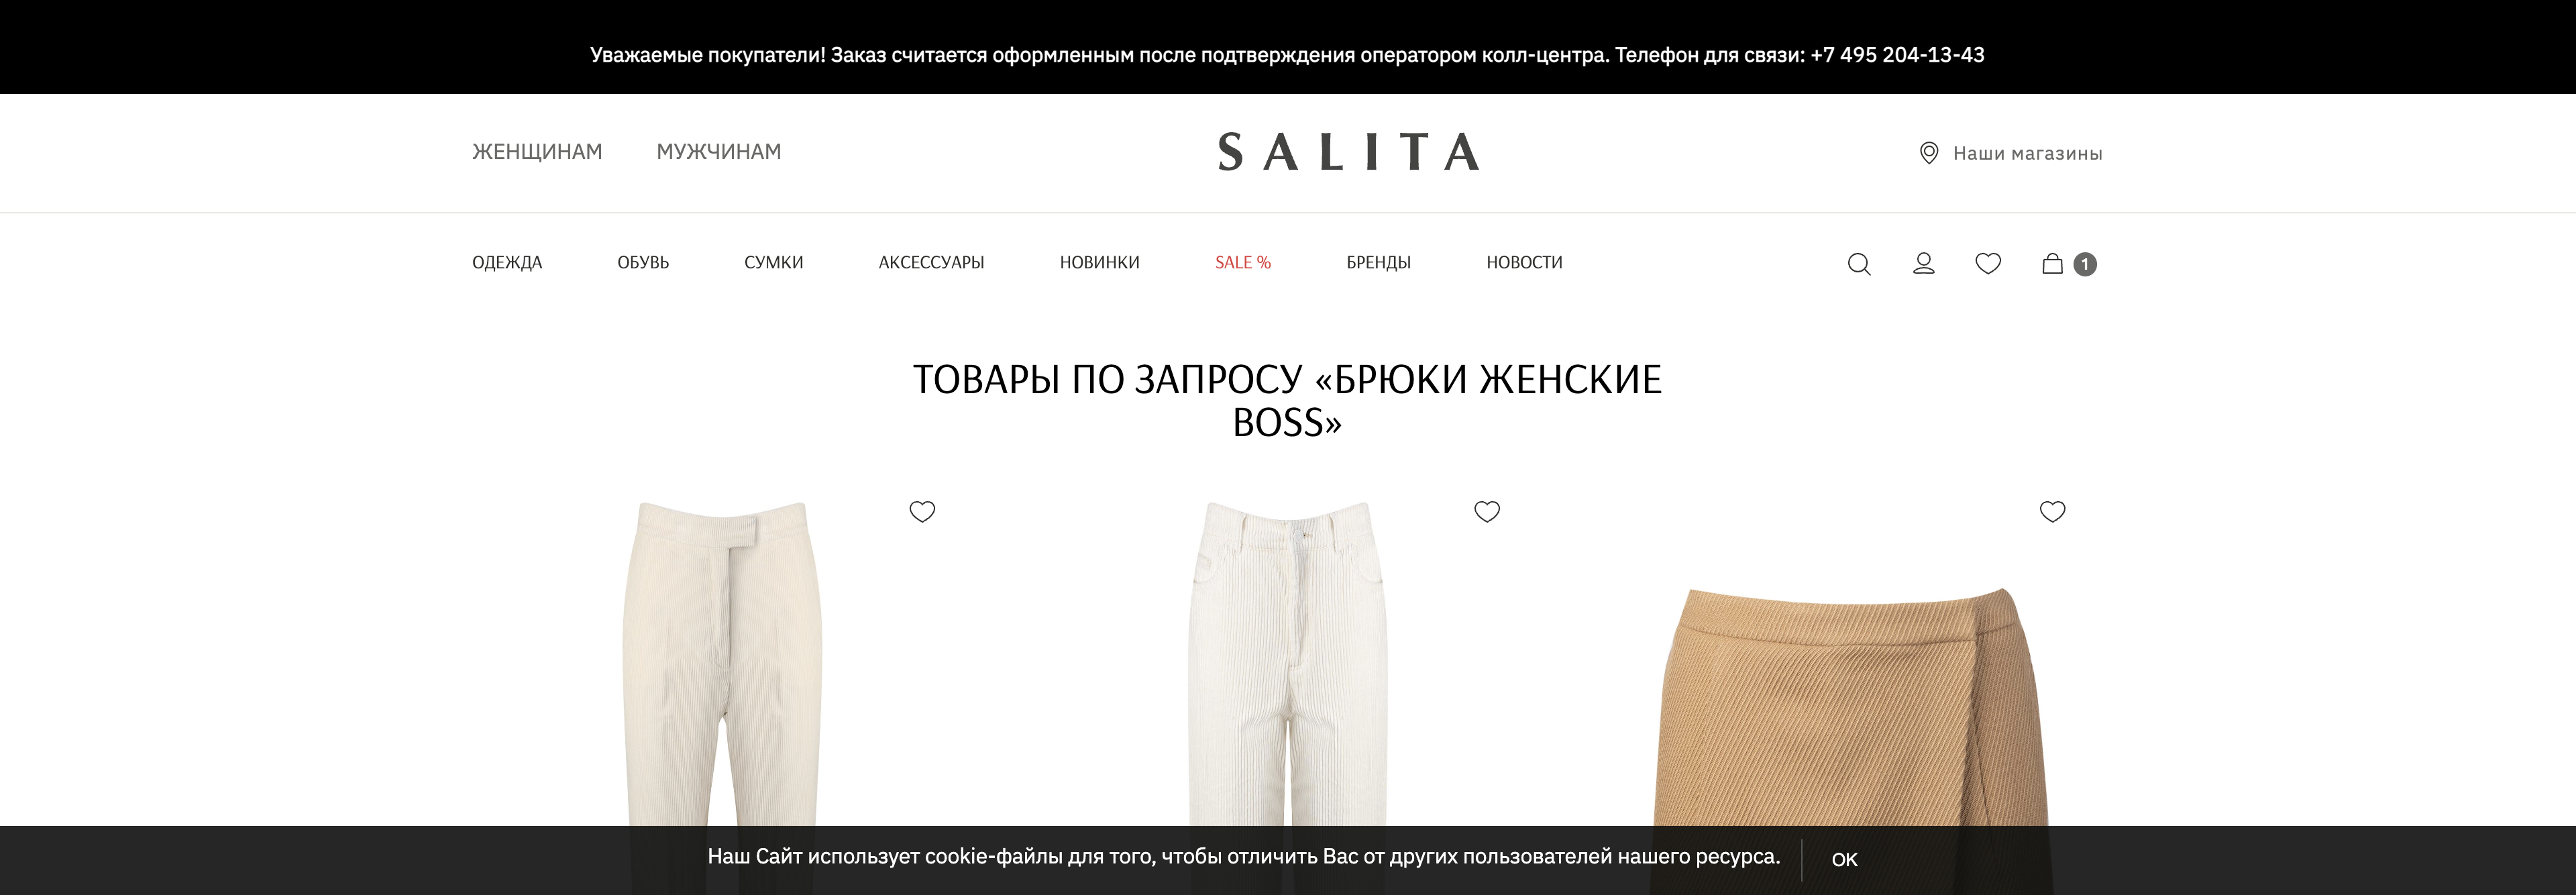 Уважаемые покупатели! Заказ считается оформленным после подтверждения оператором колл-центра. Телефон для связи: +7 495 204-13-43
ЖЕНЩИНАМ МУЖЧИНАМ SALITA Наши магазины
ОДЕЖДА ОБУВЬ СУМКИ АКСЕССУАРЫ НОВИНКИ SALE % БРЕНДЫ НОВОСТИ 1
ТОВАРЫ ПО ЗАПРОСУ «БРЮКИ ЖЕНСКИЕ
BOSS»
Наш Сайт использует cookie-файлы для того, чтобы отличить Вас от других пользователей нашего ресурса. OK